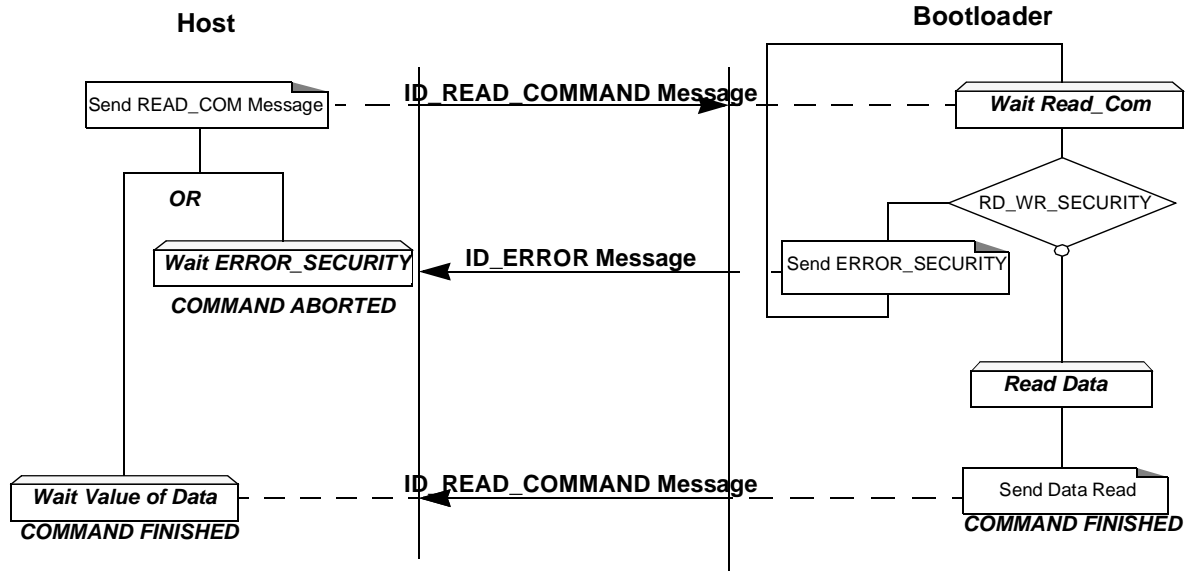 Host
Bootloader
Send READ_COM Message
ID_READ_COMMAND Message
Wait Read_Com
OR
RD_WR_SECURITY
Wait ERROR_SECURITY
ID_ERROR Message
Send ERROR_SECURITY
COMMAND ABORTED
Read Data
Wait Value of Data
ID_READ_COMMAND Message
Send Data Read
COMMAND FINISHED
COMMAND FINISHED